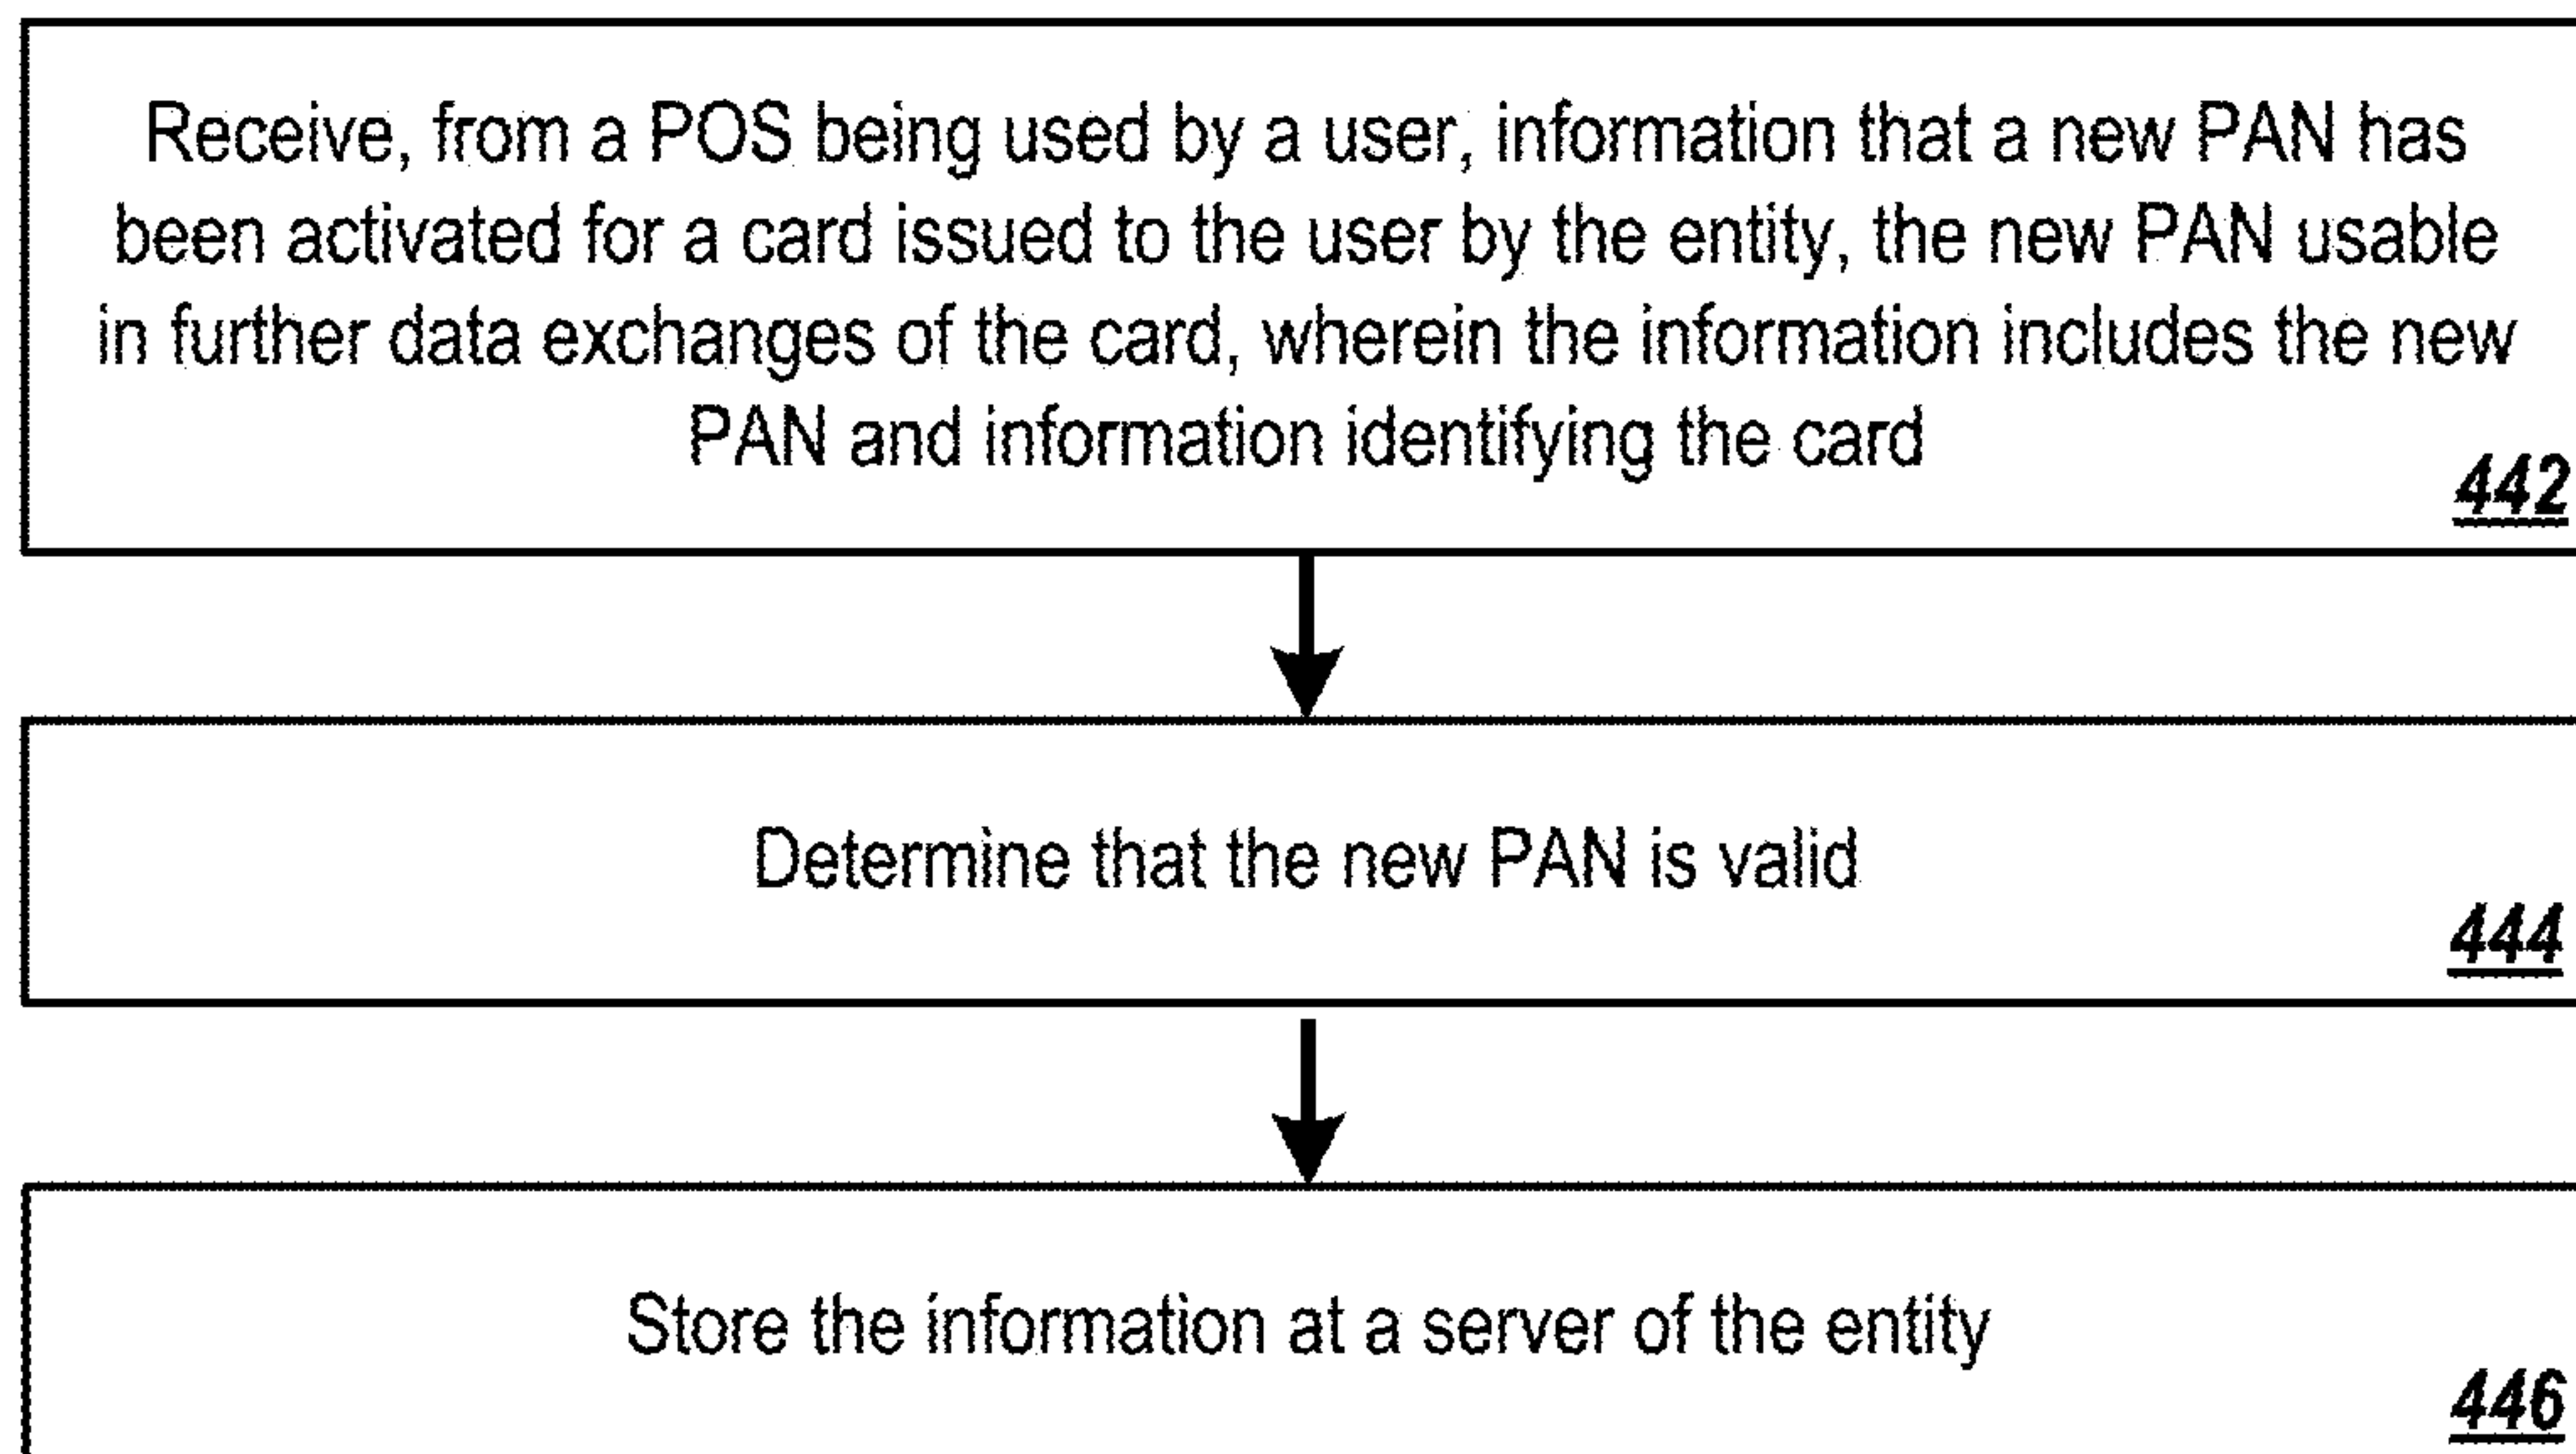 Receive, from a POS being used by a user, information that a new PAN has
been activated for a card issued to the user by the entity, the new PAN usable
in further data exchanges of the card, wherein the information includes the new
PAN and information identifying the card
442
Determine that the new PAN is valid
444
Store the information at a server of the entity
446